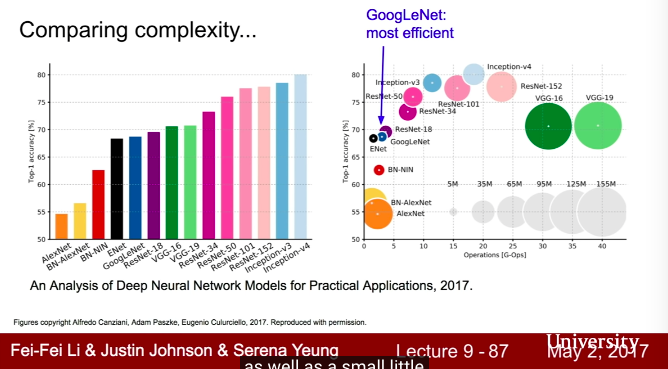 Comparing complexity...
GoogLeNet:
most efficient
Top-1 accuracy [%]
80
75
70
65
60
55
50
AlexNet
BN-AlexNet
BN-NIN
ENet
GoogLeNet
ResNet-18
VGG-16
VGG-19
ResNet-34
ResNet-50
ResNet-101
ResNet-152
Inception-v3
Inception-v4
Top-1 accuracy [%]
80
75
70
65
60
55
50
Inception-v4
Inception-v3
ResNet-152
ResNet-50
ResNet-101
VGG-16 VGG-19
ResNet-34
ResNet-18
GoogLeNet
ENet
BN-NIN
5M 35M 65M 95M 125M 155M
BN-AlexNet
AlexNet
0 5 10 15 20 25 30 35 40
Operations [G-Ops]
An Analysis of Deep Neural Network Models for Practical Applications, 2017.
Figures copyright Alfredo Canziani, Adam Paszke, Eugenio Culurciello, 2017. Reproduced with permission.
University
Fei-Fei Li & Justin Johnson & Serena Yeung Lecture 9 - 87 May 2, 2017
as well as a small little